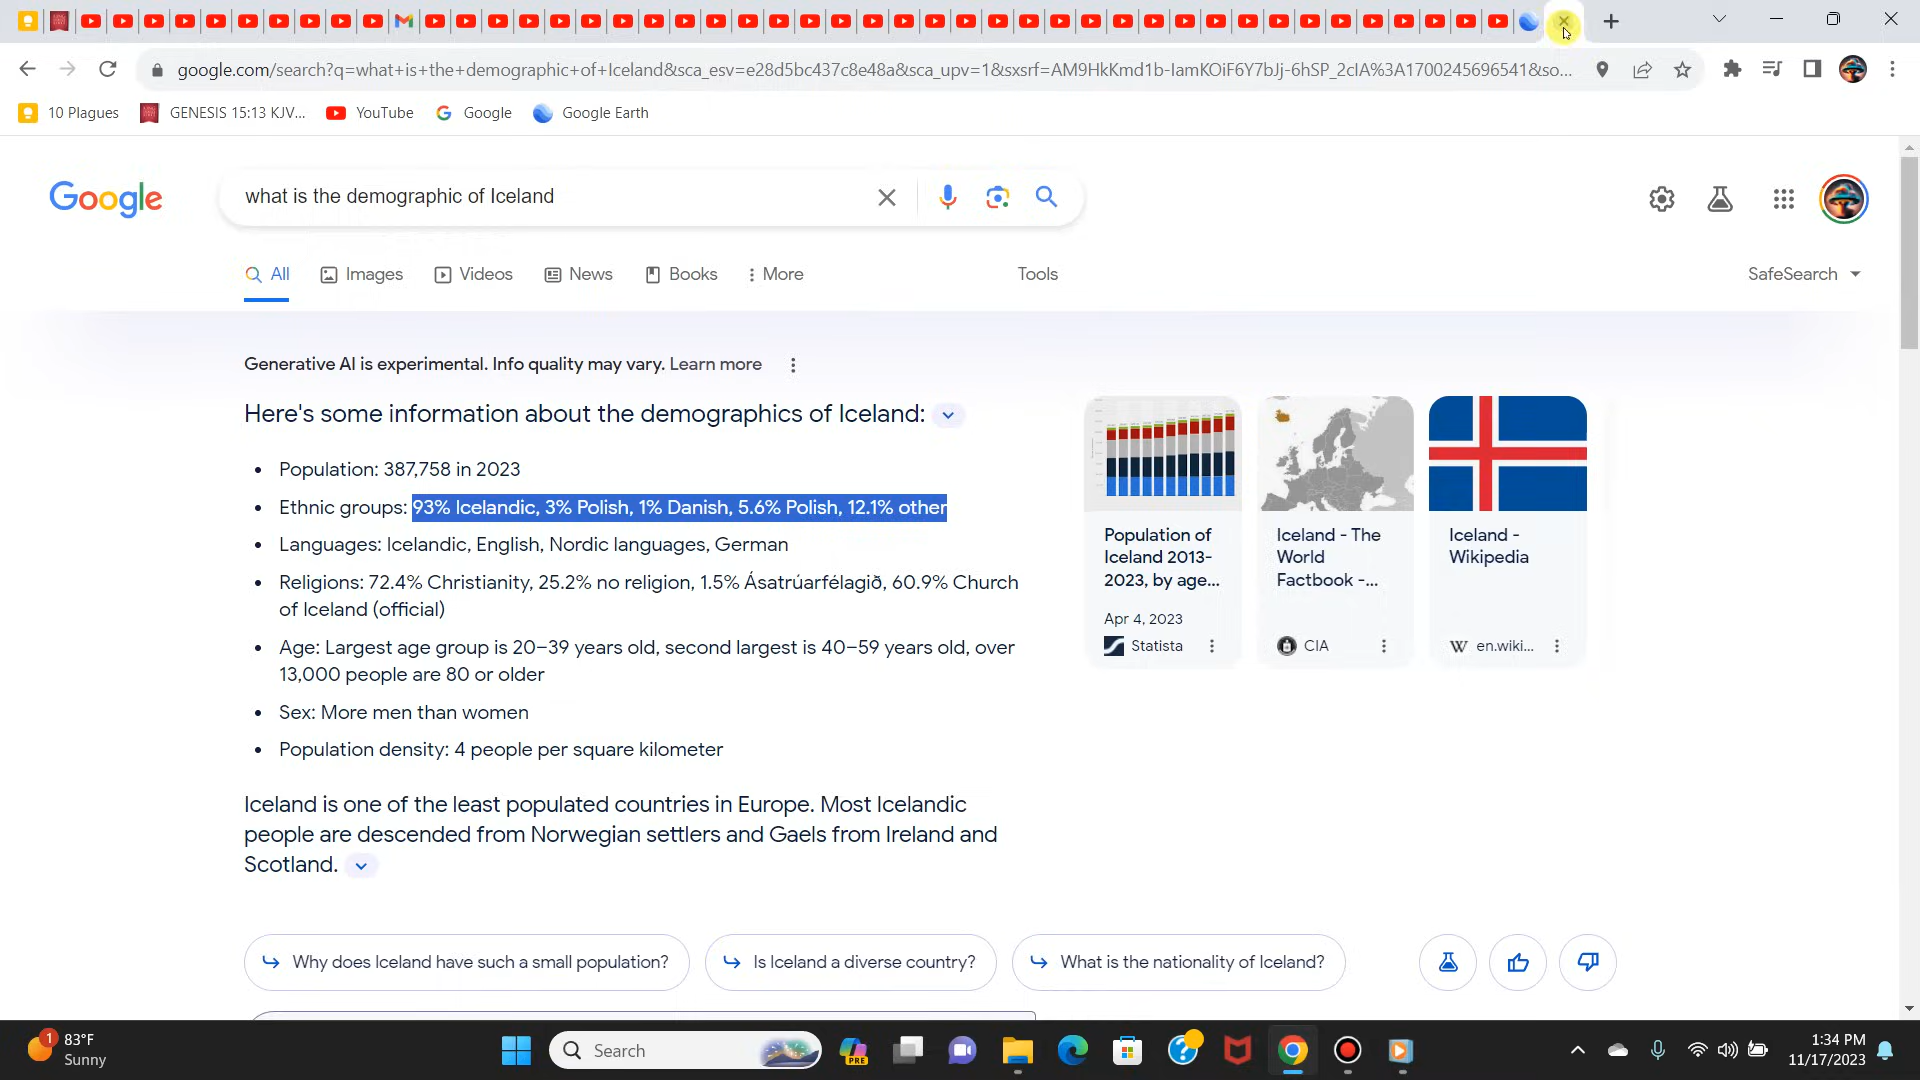 google.com/search?q=what+is+the+demographic+of+Iceland&sca_esv=e28d5bc437c8e48a&sca_upv=1&sxsrf=AM9HkKmd1b-IamKOiF6Y7bJj-6hSP_2cIA%3A1700245696541&so...
10 Plagues
GENESIS 15:13 KJV...
YouTube
Google
Google Earth
Google
what is the demographic of Iceland
All
Images
Videos
News
Books
More
Tools
SafeSearch
Generative AI is experimental. Info quality may vary. Learn more
Here's some information about the demographics of Iceland:
• Population: 387,758 in 2023
• Ethnic groups: 93% Icelandic, 3% Polish, 1% Danish, 5.6% Polish, 12.1% other
• Languages: Icelandic, English, Nordic languages, German
• Religions: 72.4% Christianity, 25.2% no religion, 1.5% Ásatrúarfélagið, 60.9% Church
of Iceland (official)
• Age: Largest age group is 20–39 years old, second largest is 40–59 years old, over
13,000 people are 80 or older
• Sex: More men than women
• Population density: 4 people per square kilometer
Iceland is one of the least populated countries in Europe. Most Icelandic
people are descended from Norwegian settlers and Gaels from Ireland and
Scotland.
Population of
Iceland 2013-
2023, by age...
Apr 4, 2023
Statista
Iceland - The
World
Factbook -...
CIA
Iceland -
Wikipedia
W en.wiki...
Why does Iceland have such a small population?
Is Iceland a diverse country?
What is the nationality of Iceland?
1
83°F
Sunny
Search
PRE
1:34 PM
11/17/2023